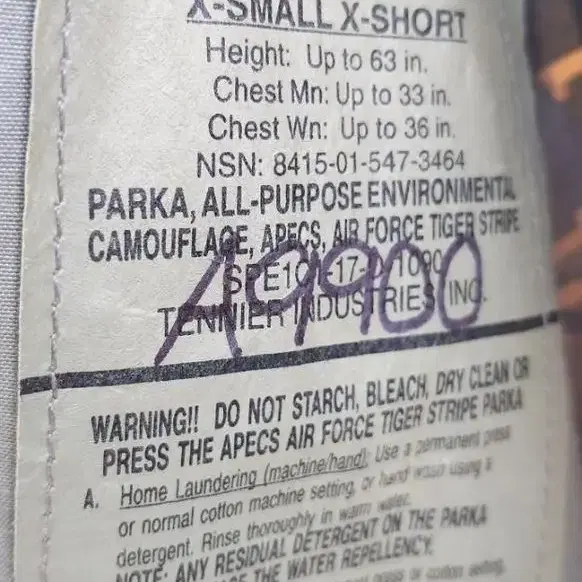 X-SMALL X-SHORT
Height: Up to 63 in.
Chest Mn: Up to 33 in.
Chest Wn: Up to 36 in.
NSN: 8415-01-547-3464
PARKA, ALL-PURPOSE ENVIRONMENTAL
CAMOUFLAGE, APECS, AIR FORCE TIGER STRIPE
A9900
TENNIER INDUSTRIES INC.
WARNING!! DO NOT STARCH, BLEACH, DRY CLEAN OR
PRESS THE APECS AIR FORCE TIGER STRIPE PARKA
A. Home Laundering (machine/hand): Use a permanent press
or normal cotton machine setting, or hand wash using a
detergent. Rinse thoroughly in warm water.
NOTE: ANY RESIDUAL DETERGENT ON THE PARKA
THE WATER REPELLENCY.